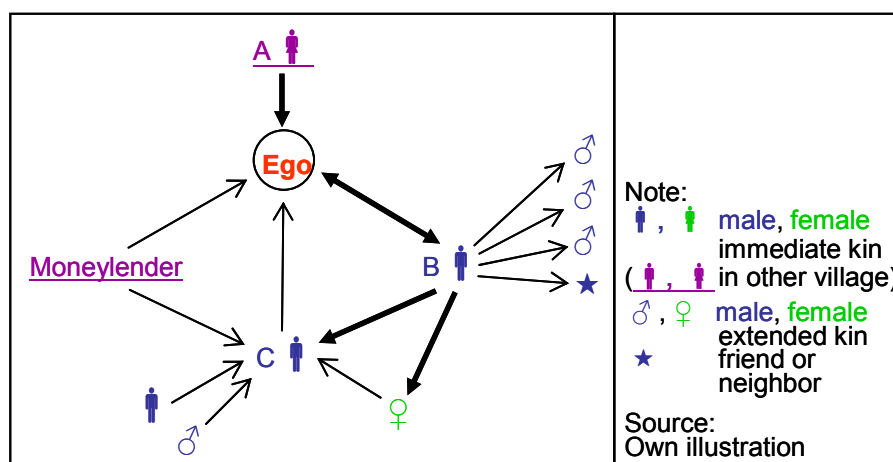 A
Ego
Moneylender
B
C
Note:
, male, female
immediate kin
( , in other village)
, male, female
extended kin
friend or
neighbor
Source:
Own illustration